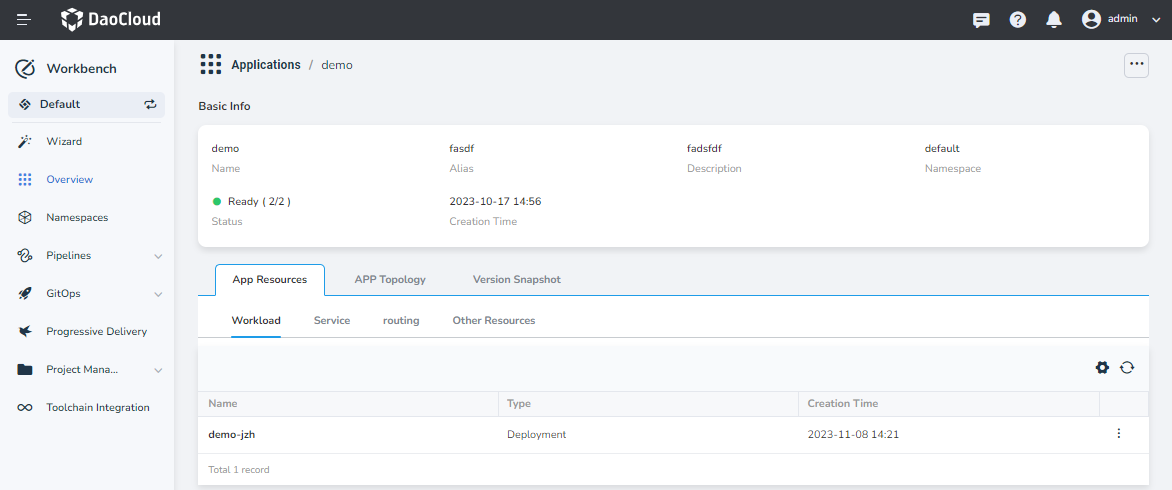 DaoCloud
admin
Workbench
Default
Wizard
Overview
Namespaces
Pipelines
GitOps
Progressive Delivery
Project Mana...
Toolchain Integration
Applications / demo
Basic Info
demo fasdf fadsfdf default
Name Alias Description Namespace
Ready ( 2/2 ) 2023-10-17 14:56
Status Creation Time
App Resources APP Topology Version Snapshot
Workload Service routing Other Resources
Name Type Creation Time
demo-jzh Deployment 2023-11-08 14:21
Total 1 record